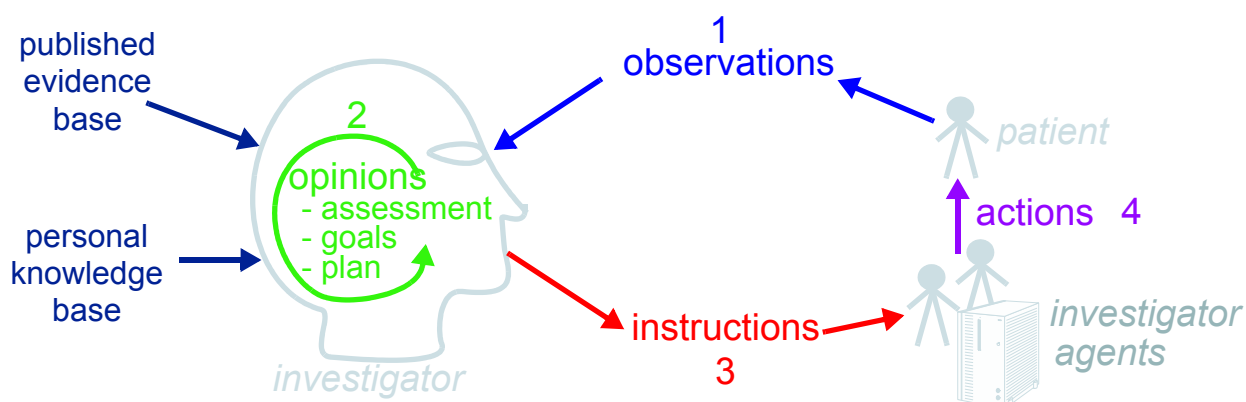 published
evidence
base
personal
knowledge
base
2
opinions
- assessment
- goals
- plan
investigator
1
observations
patient
actions 4
instructions
3
investigator
agents